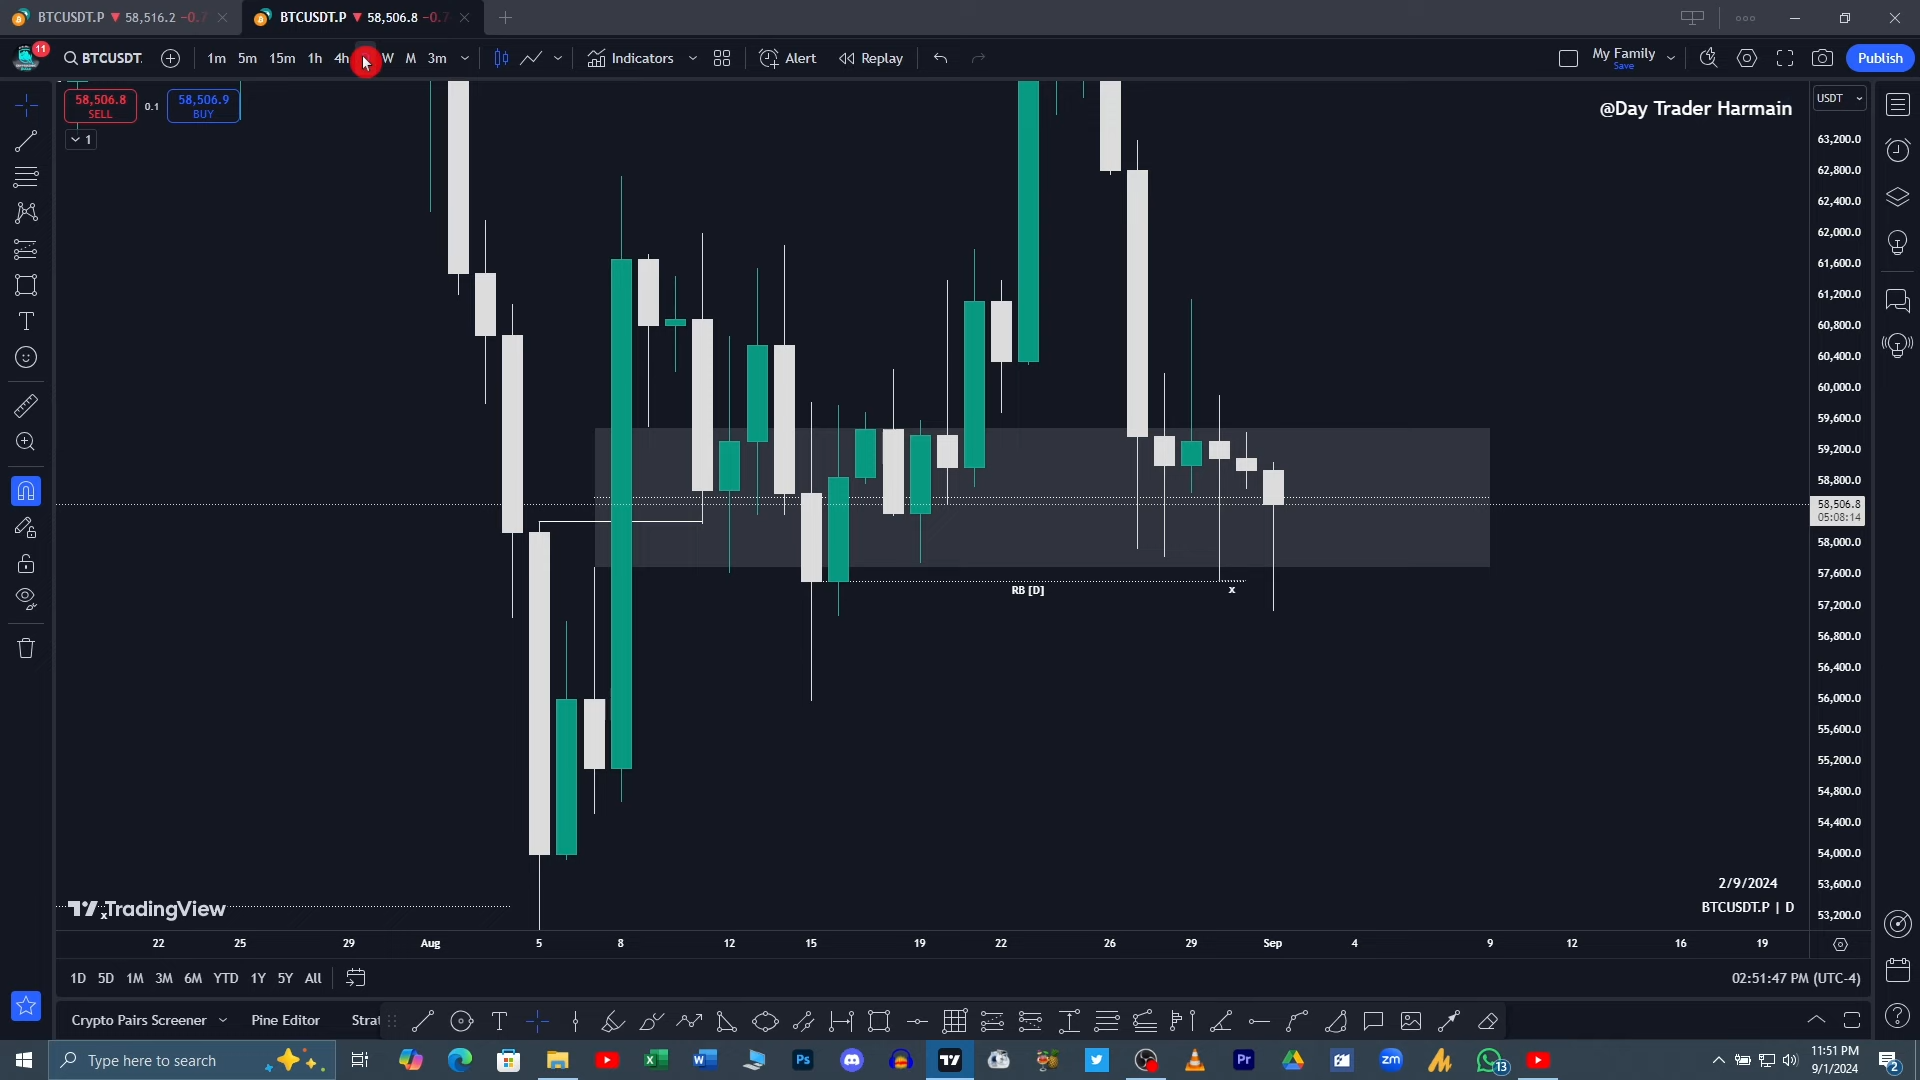 BTCUSDT.P ▼ 58,516.2 −0.7
BTCUSDT.P ▼ 58,506.8 −0.7
11
BTCUSDT.
1m 5m 15m 1h 4h W M 3m
Indicators
Alert
Replay
My Family
Save
Publish
58,506.8
SELL
0.1
58,506.9
BUY
1
@Day Trader Harmain
USDT
63,200.0
62,800.0
62,400.0
62,000.0
61,600.0
61,200.0
60,800.0
60,400.0
60,000.0
59,600.0
59,200.0
58,800.0
58,506.8
05:08:14
58,000.0
57,600.0
57,200.0
56,800.0
56,400.0
56,000.0
55,600.0
55,200.0
54,800.0
54,400.0
54,000.0
53,600.0
53,200.0
RB [D]
x
2/9/2024
BTCUSDT.P | D
x
TradingView
22 25 29 Aug 5 8 12 15 19 22 26 29 Sep 4 9 12 16 19
1D 5D 1M 3M 6M YTD 1Y 5Y All
02:51:47 PM (UTC-4)
Crypto Pairs Screener
Pine Editor
Strat
Type here to search
13
11:51 PM
9/1/2024
2